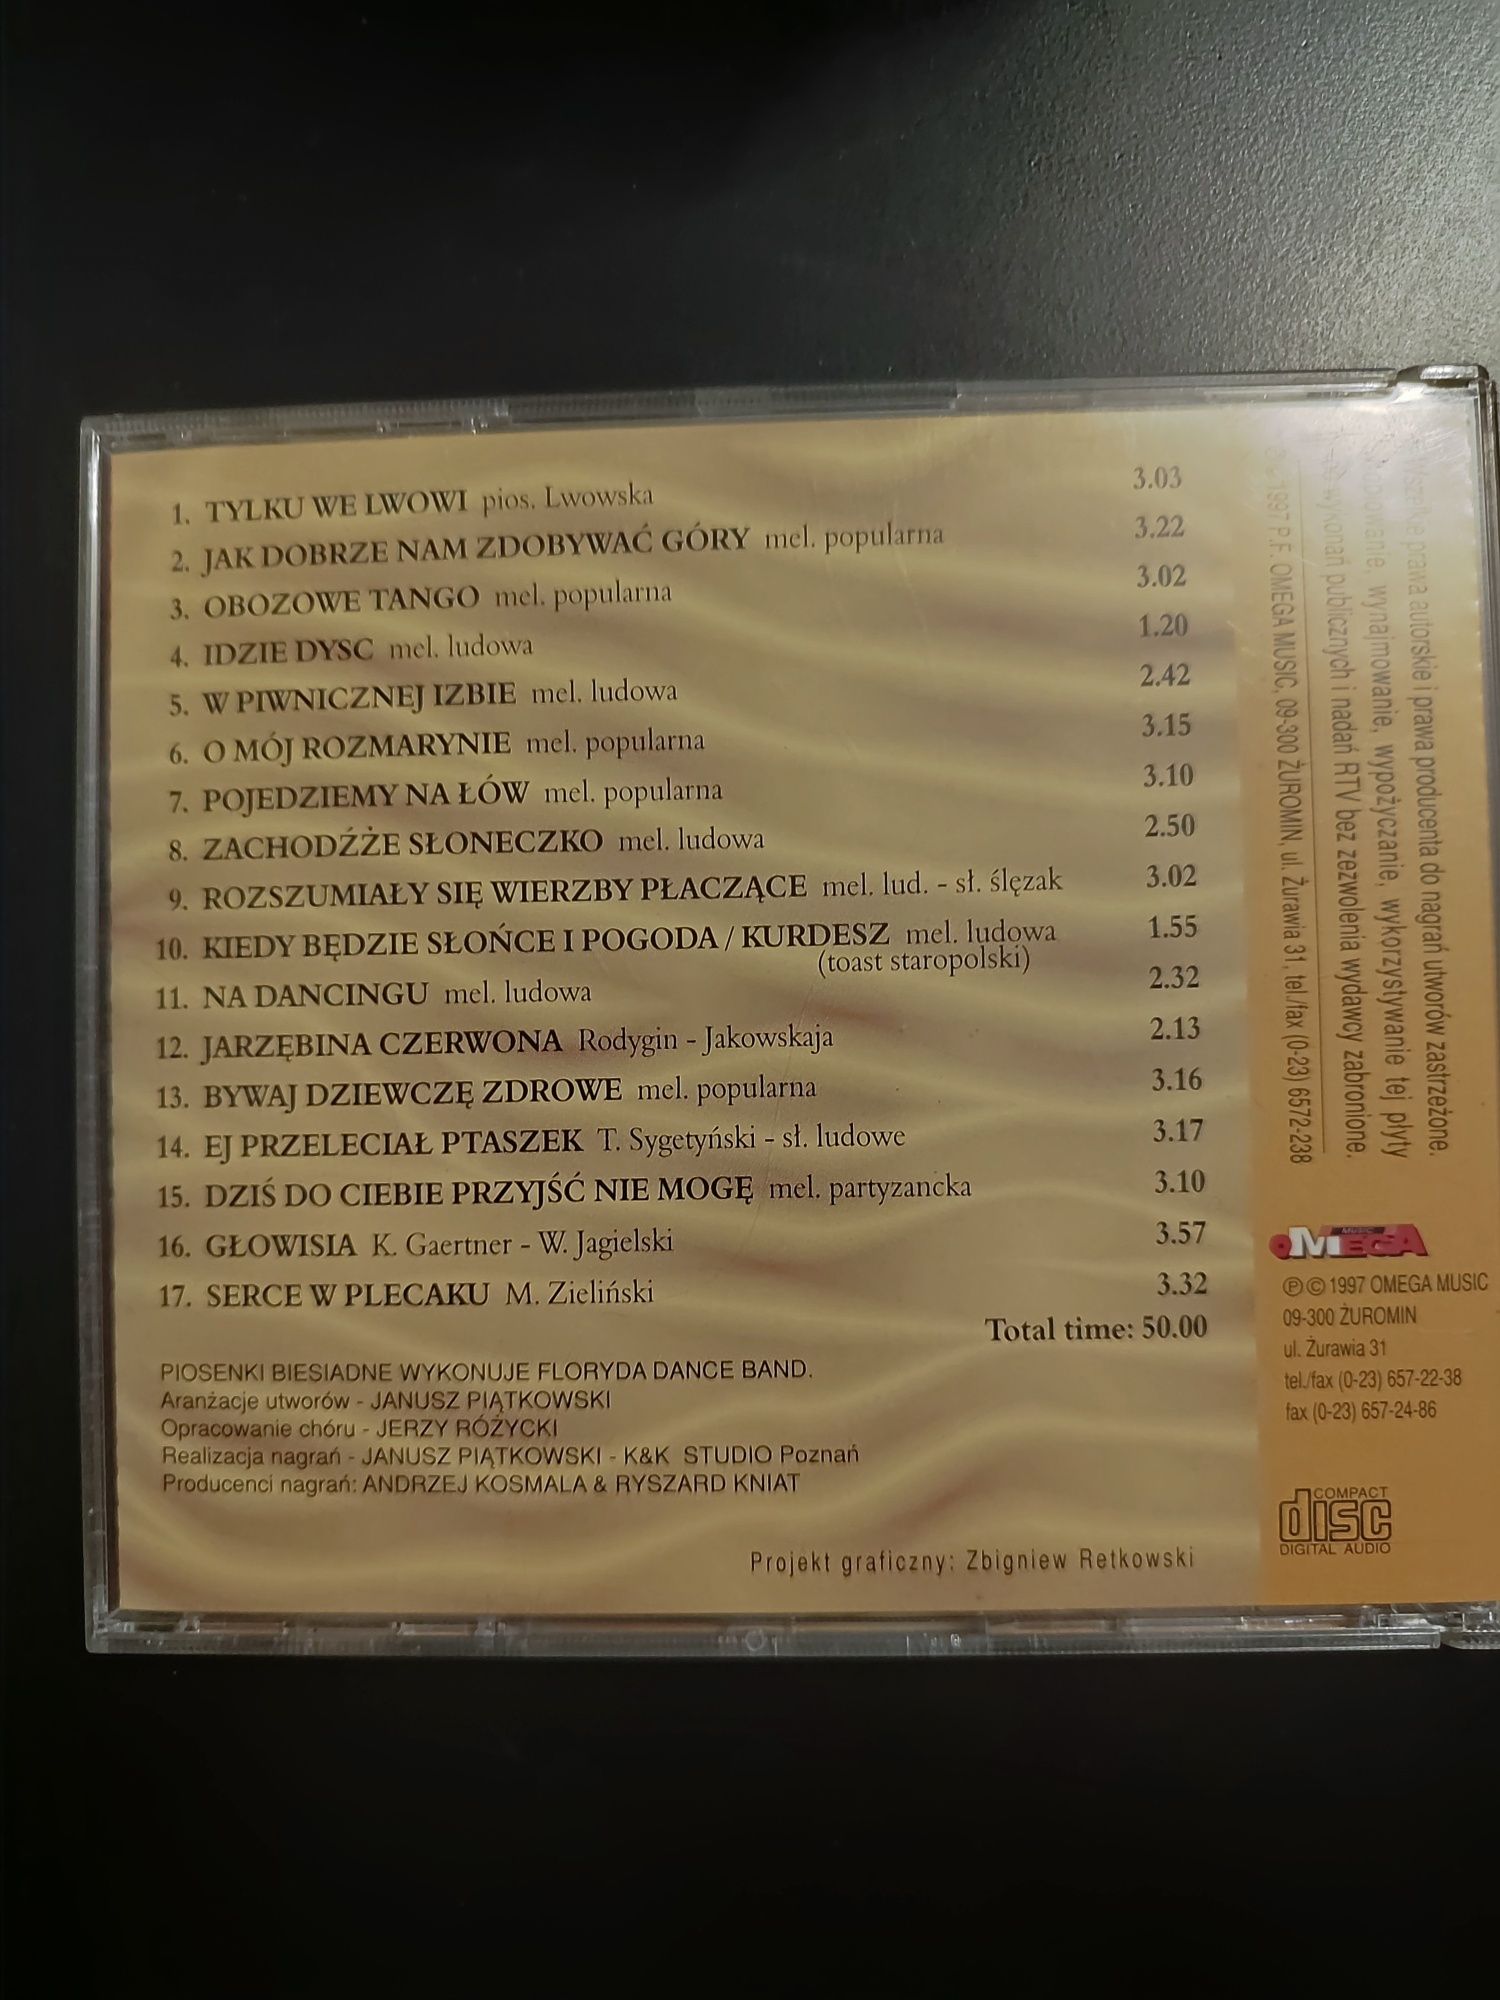 1. TYLKU WE LWOWI pios. Lwowska 3.03
2. JAK DOBRZE NAM ZDOBYWAĆ GÓRY mel. popularna 3.22
3. OBOZOWE TANGO mel. popularna 3.02
4. IDZIE DYSC mel. ludowa 1.20
5. W PIWNICZNEJ IZBIE mel. ludowa 2.42
6. O MÓJ ROZMARYNIE mel. popularna 3.15
7. POJEDZIEMY NA ŁÓW mel. popularna 3.10
8. ZACHODŹŻE SŁONECZKO mel. ludowa 2.50
9. ROZSZUMIAŁY SIĘ WIERZBY PŁACZĄCE mel. lud. - sł. ślęzak 3.02
10. KIEDY BĘDZIE SŁOŃCE I POGODA / KURDESZ mel. ludowa 1.55
(toast staropolski)
11. NA DANCINGU mel. ludowa 2.32
12. JARZĘBINA CZERWONA Rodygin - Jakowskaja 2.13
13. BYWAJ DZIEWCZĘ ZDROWE mel. popularna 3.16
14. EJ PRZELECIAŁ PTASZEK T. Sygetyński - sł. ludowe 3.17
15. DZIŚ DO CIEBIE PRZYJŚĆ NIE MOGĘ mel. partyzancka 3.10
16. GŁOWISIA K. Gaertner - W. Jagielski 3.57
17. SERCE W PLECAKU M. Zieliński 3.32
Total time: 50.00
PIOSENKI BIESIADNE WYKONUJE FLORYDA DANCE BAND.
Aranżacje utworów - JANUSZ PIĄTKOWSKI
Opracowanie chóru - JERZY RÓŻYCKI
Realizacja nagrań - JANUSZ PIĄTKOWSKI - K&K STUDIO Poznań
Producenci nagrań: ANDRZEJ KOSMALA & RYSZARD KNIAT
Projekt graficzny: Zbigniew Retkowski
Wszelkie prawa autorskie i prawa producenta do nagrań utworów zastrzeżone.
Kopiowanie, wynajmowanie, wypożyczanie, wykorzystywanie tej płyty
do wykonań publicznych i nadań RTV bez zezwolenia wydawcy zabronione.
1997 P.F. OMEGA MUSIC, 09-300 ŻUROMIN, ul. Żurawia 31, tel./fax (0-23) 6572-238
MUSIC
OMEGA
℗ © 1997 OMEGA MUSIC
09-300 ŻUROMIN
ul. Żurawia 31
tel./fax (0-23) 657-22-38
fax (0-23) 657-24-86
COMPACT
disc
DIGITAL AUDIO